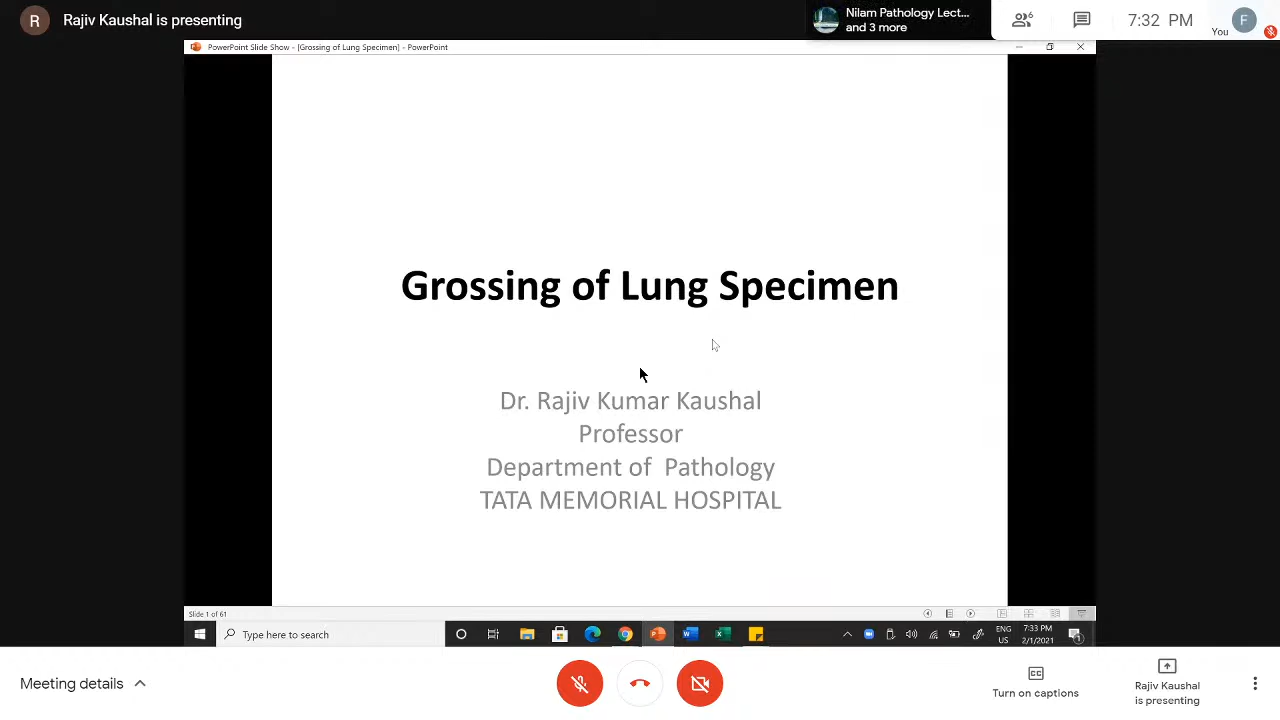 R
Rajiv Kaushal is presenting
Nilam Pathology Lect...
and 3 more
6
7:32 PM
You
F
PowerPoint Slide Show - [Grossing of Lung Specimen] - PowerPoint
Grossing of Lung Specimen
Dr. Rajiv Kumar Kaushal
Professor
Department of Pathology
TATA MEMORIAL HOSPITAL
Slide 1 of 61
Type here to search
ENG
US
7:33 PM
2/1/2021
1
Meeting details
CC
Turn on captions
Rajiv Kaushal
is presenting